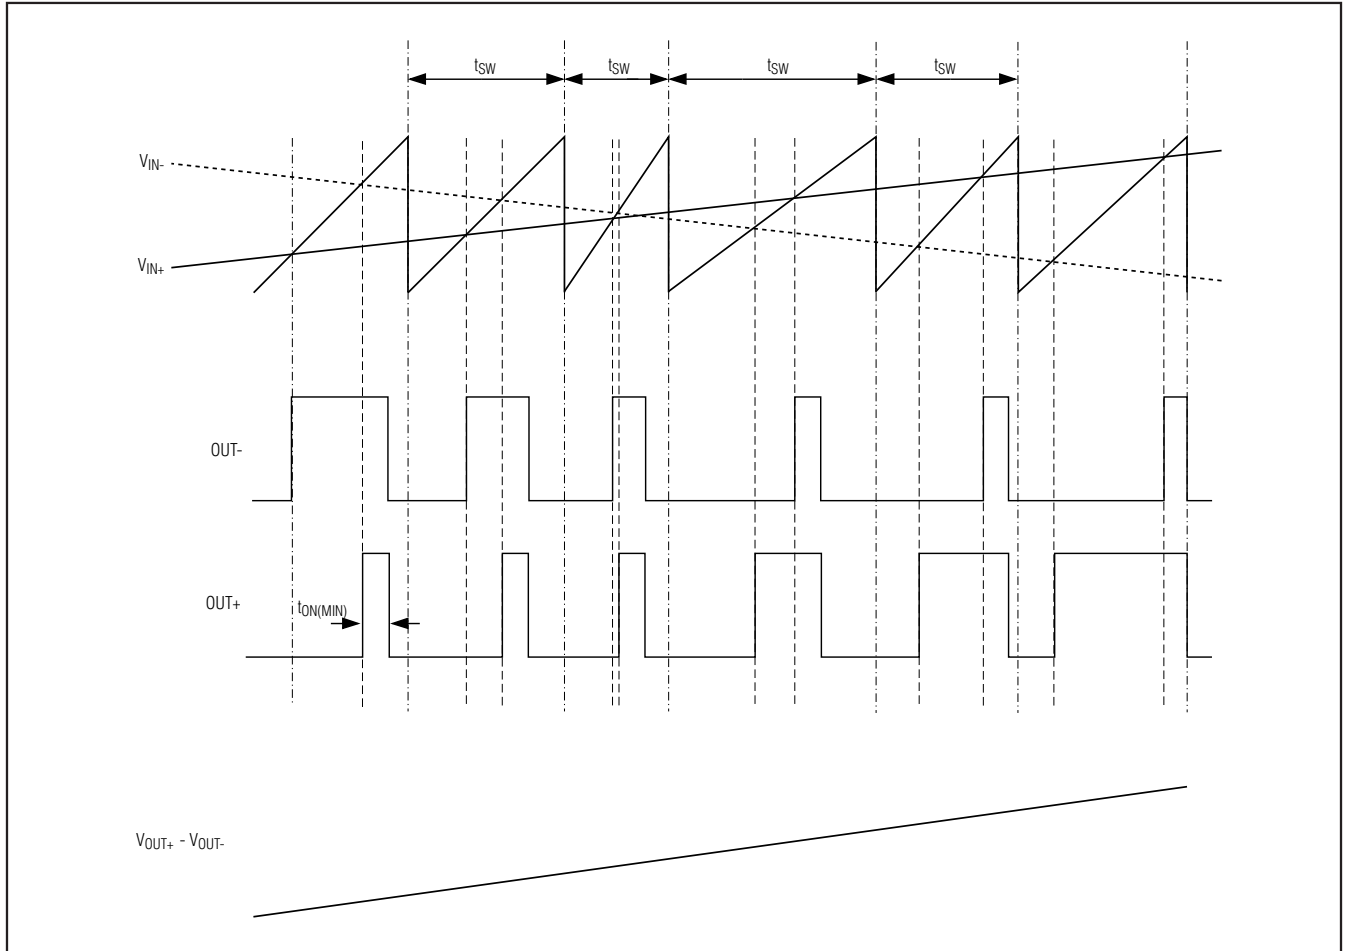 tSW tSW tSW tSW
VIN-
VIN+
OUT-
OUT+
tON(MIN)
VOUT+ - VOUT-